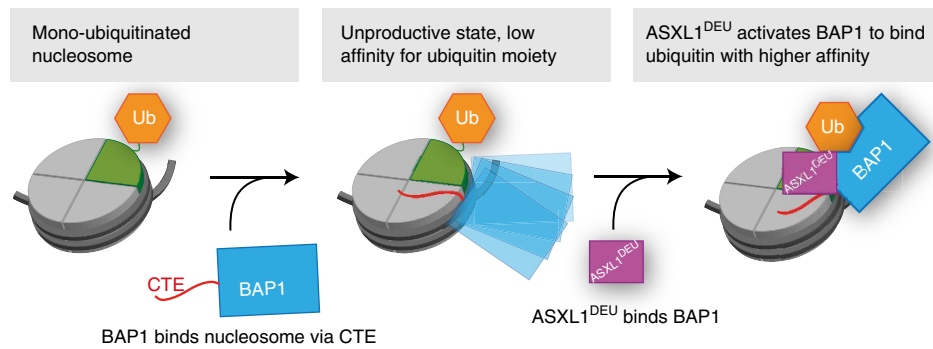 Mono-ubiquitinated
nucleosome
Unproductive state, low
affinity for ubiquitin moiety
ASXL1ᴰᴱᵁ activates BAP1 to bind
ubiquitin with higher affinity
Ub
Ub
Ub
ASXL1ᴰᴱᵁ
BAP1
CTE
BAP1
BAP1 binds nucleosome via CTE
ASXL1ᴰᴱᵁ
ASXL1ᴰᴱᵁ binds BAP1